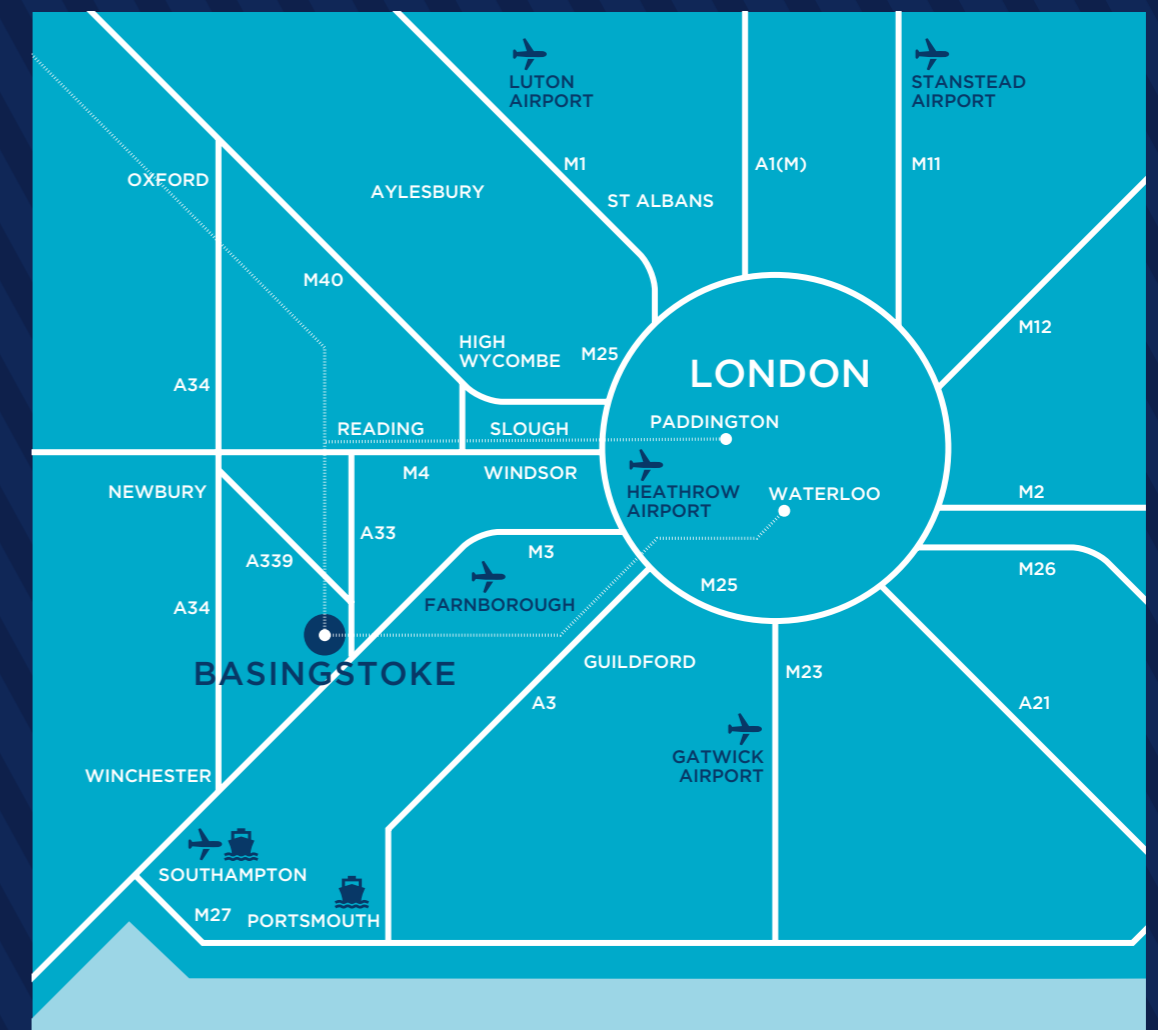 LUTON
AIRPORT
STANSTEAD
AIRPORT
M1
A1(M)
M11
OXFORD
AYLESBURY
ST ALBANS
M40
M12
HIGH
WYCOMBE
M25
LONDON
A34
PADDINGTON
READING
SLOUGH
M4
WINDSOR
HEATHROW
AIRPORT
WATERLOO
NEWBURY
M2
A33
A339
M3
M26
M25
FARNBOROUGH
A34
BASINGSTOKE
GUILDFORD
M23
A3
A21
GATWICK
AIRPORT
WINCHESTER
SOUTHAMPTON
M27
PORTSMOUTH